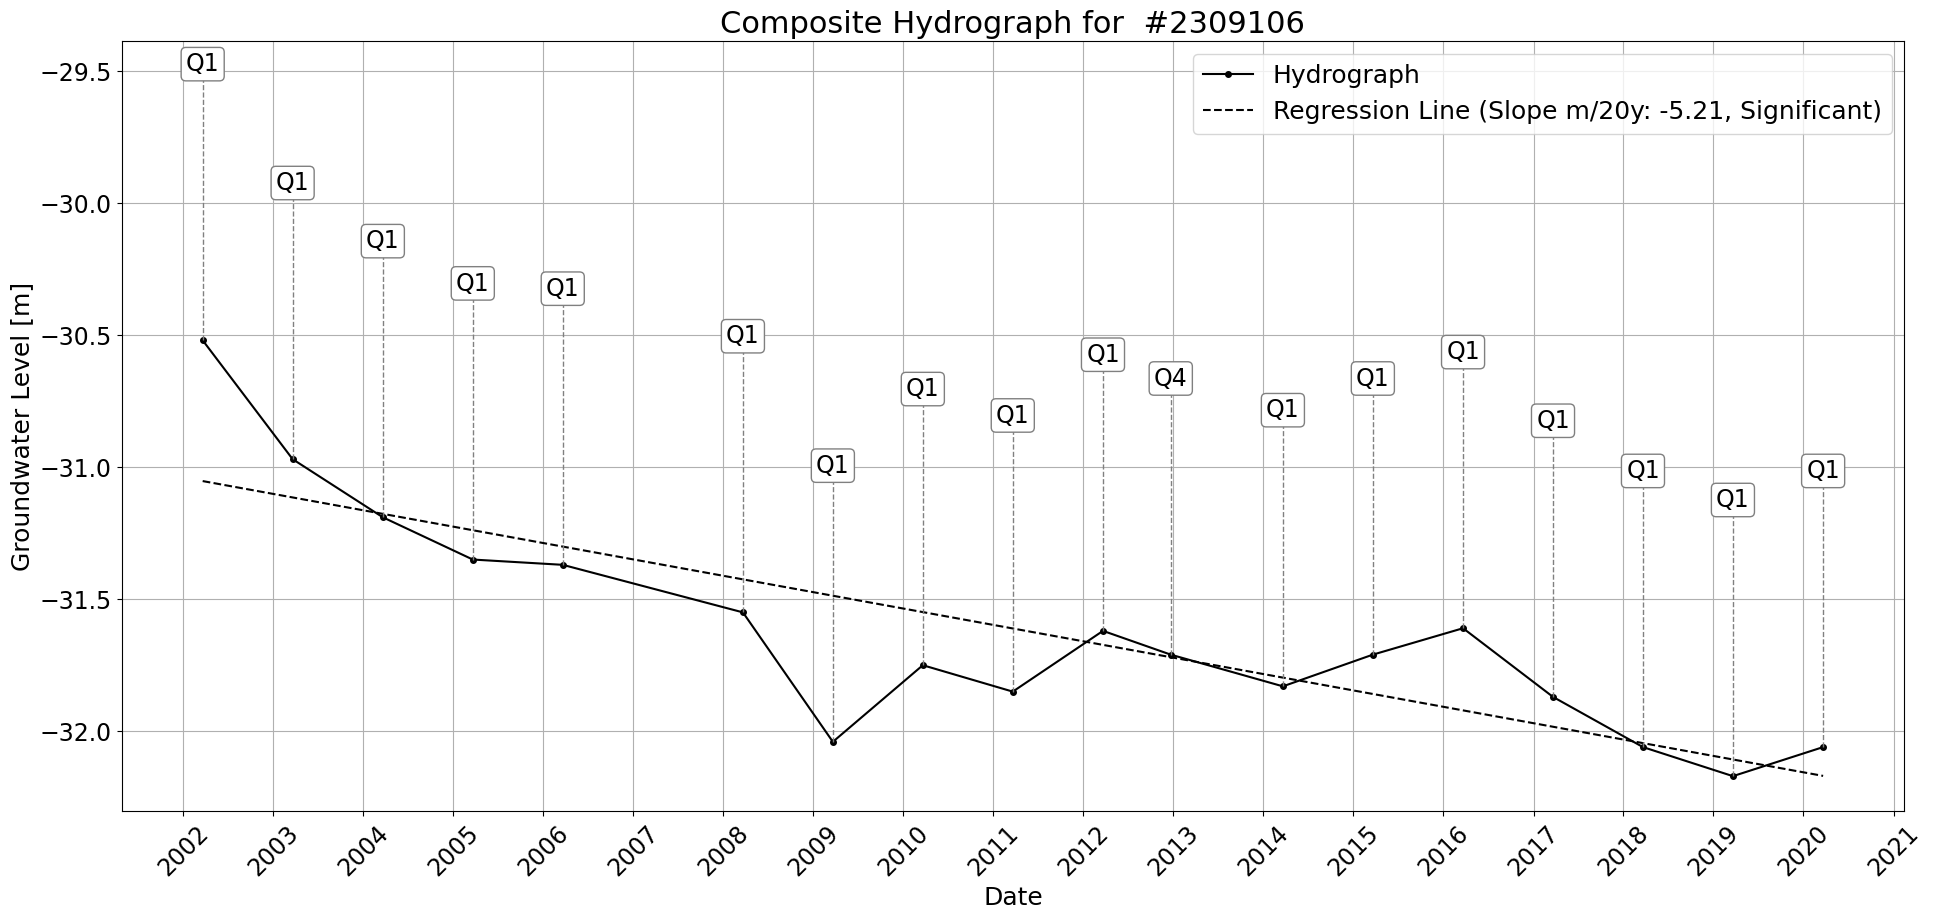 Composite Hydrograph for  #2309106
Hydrograph
Regression Line (Slope m/20y: -5.21, Significant)
Q1
Q1
Q1
Q1
Q1
Q1
Q1
Q1
Q1
Q1
Q4
Q1
Q1
Q1
Q1
Q1
Q1
Q1
Groundwater Level [m]
−29.5
−30.0
−30.5
−31.0
−31.5
−32.0
2002
2003
2004
2005
2006
2007
2008
2009
2010
2011
2012
2013
2014
2015
2016
2017
2018
2019
2020
2021
Date